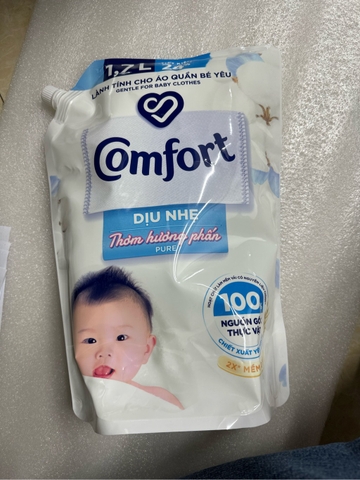 1,7L
LÀNH TÍNH CHO ÁO QUẦN BÉ YÊU
GENTLE FOR BABY CLOTHES
Comfort
DỊU NHẸ
Thơm hương phấn
PURE
100
NGUỒN GỐC
THỰC VẬT
CHIẾT XUẤT
2X* MỀM